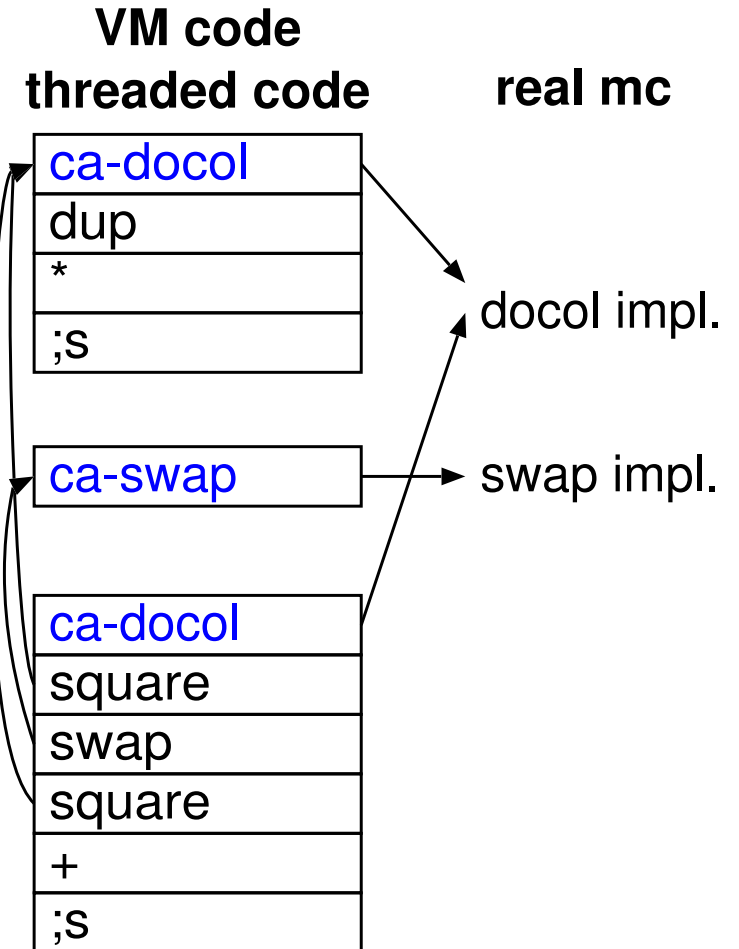 VM code
threaded code
real mc
ca-docol
dup
*
;s
docol impl.
ca-swap
swap impl.
ca-docol
square
swap
square
+
;s